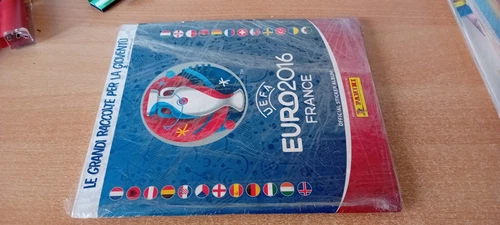 LE GRANDI RACCOLTE PER LA GIOVENTÙ
UEFA
EURO2016
FRANCE
OFFICIAL STICKER ALBUM
PANINI